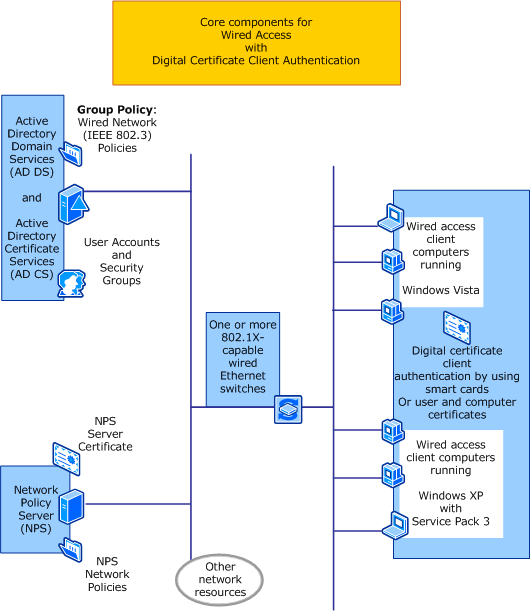 Core components for
Wired Access
with
Digital Certificate Client Authentication
Active
Directory
Domain
Services
(AD DS)
and
Active
Directory
Certificate
Services
(AD CS)
Group Policy:
Wired Network
(IEEE 802.3)
Policies
User Accounts
and
Security
Groups
One or more
802.1X-
capable
wired
Ethernet
switches
Wired access
client
computers
running
Windows Vista
Digital certificate
client
authentication by using
smart cards
Or user and computer
certificates
Wired access
client computers
running
Windows XP
with
Service Pack 3
NPS
Server
Certificate
Network
Policy
Server
(NPS)
NPS
Network
Policies
Other
network
resources